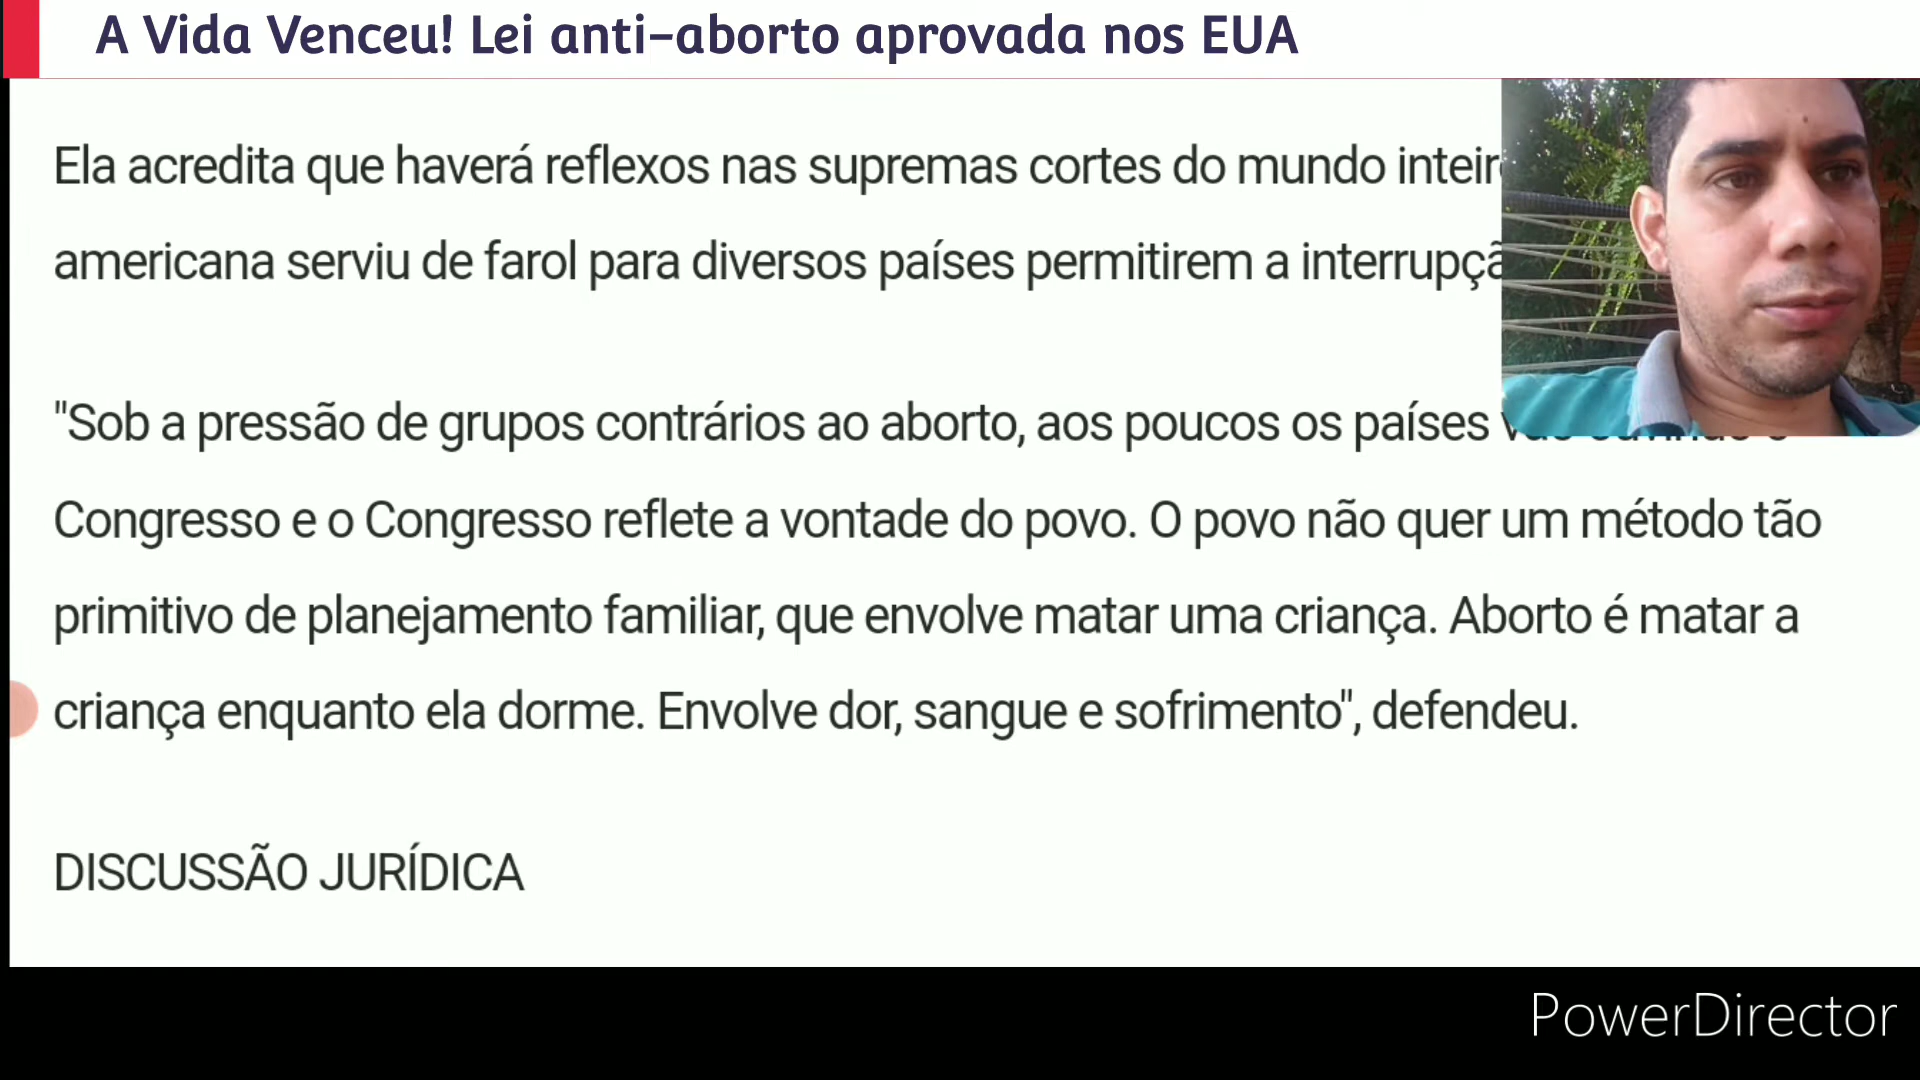 A Vida Venceu! Lei anti-aborto aprovada nos EUA
Ela acredita que haverá reflexos nas supremas cortes do mundo
americana serviu de farol para diversos países permitirem a
"Sob a pressão de grupos contrários ao aborto, aos poucos os países
Congresso e o Congresso reflete a vontade do povo. O povo não quer um método tão
primitivo de planejamento familiar, que envolve matar uma criança. Aborto é matar a
criança enquanto ela dorme. Envolve dor, sangue e sofrimento", defendeu.
DISCUSSÃO JURÍDICA
PowerDirector